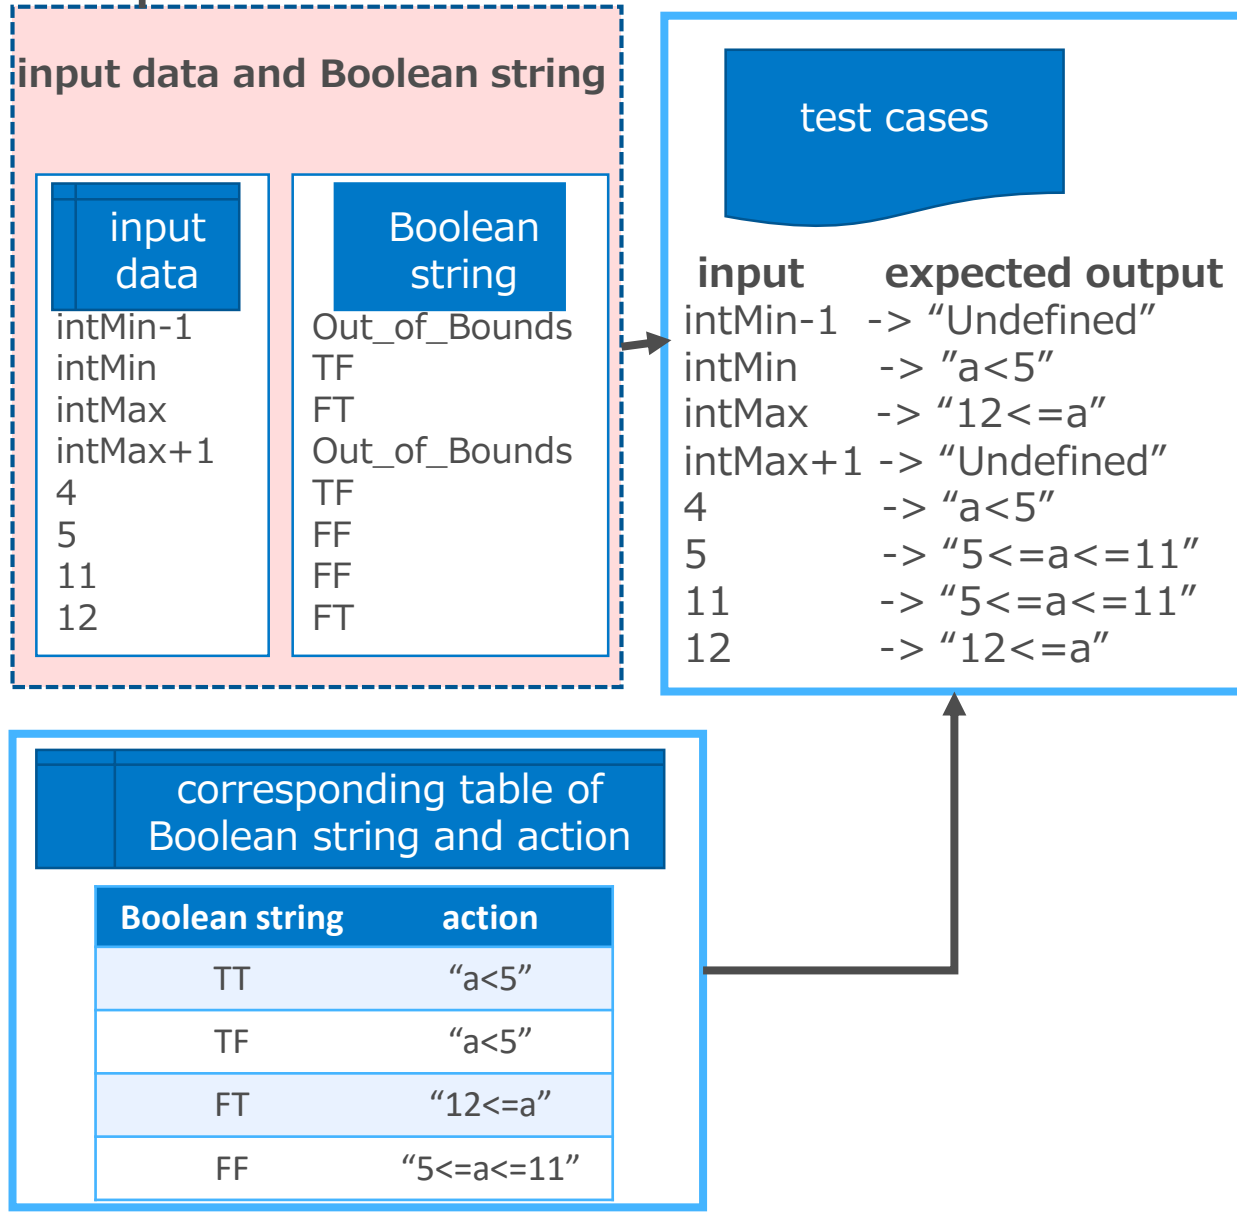 input data and Boolean string
input
data
intMin-1
intMin
intMax
intMax+1
4
5
11
12
Boolean
string
Out_of_Bounds
TF
FT
Out_of_Bounds
TF
FF
FF
FT
test cases
input expected output
intMin-1 -> “Undefined”
intMin -> ”a<5”
intMax -> “12<=a”
intMax+1 -> “Undefined”
4 -> “a<5”
5 -> “5<=a<=11”
11 -> “5<=a<=11”
12 -> “12<=a”
corresponding table of
Boolean string and action
Boolean string action
TT “a<5”
TF “a<5”
FT “12<=a”
FF “5<=a<=11”